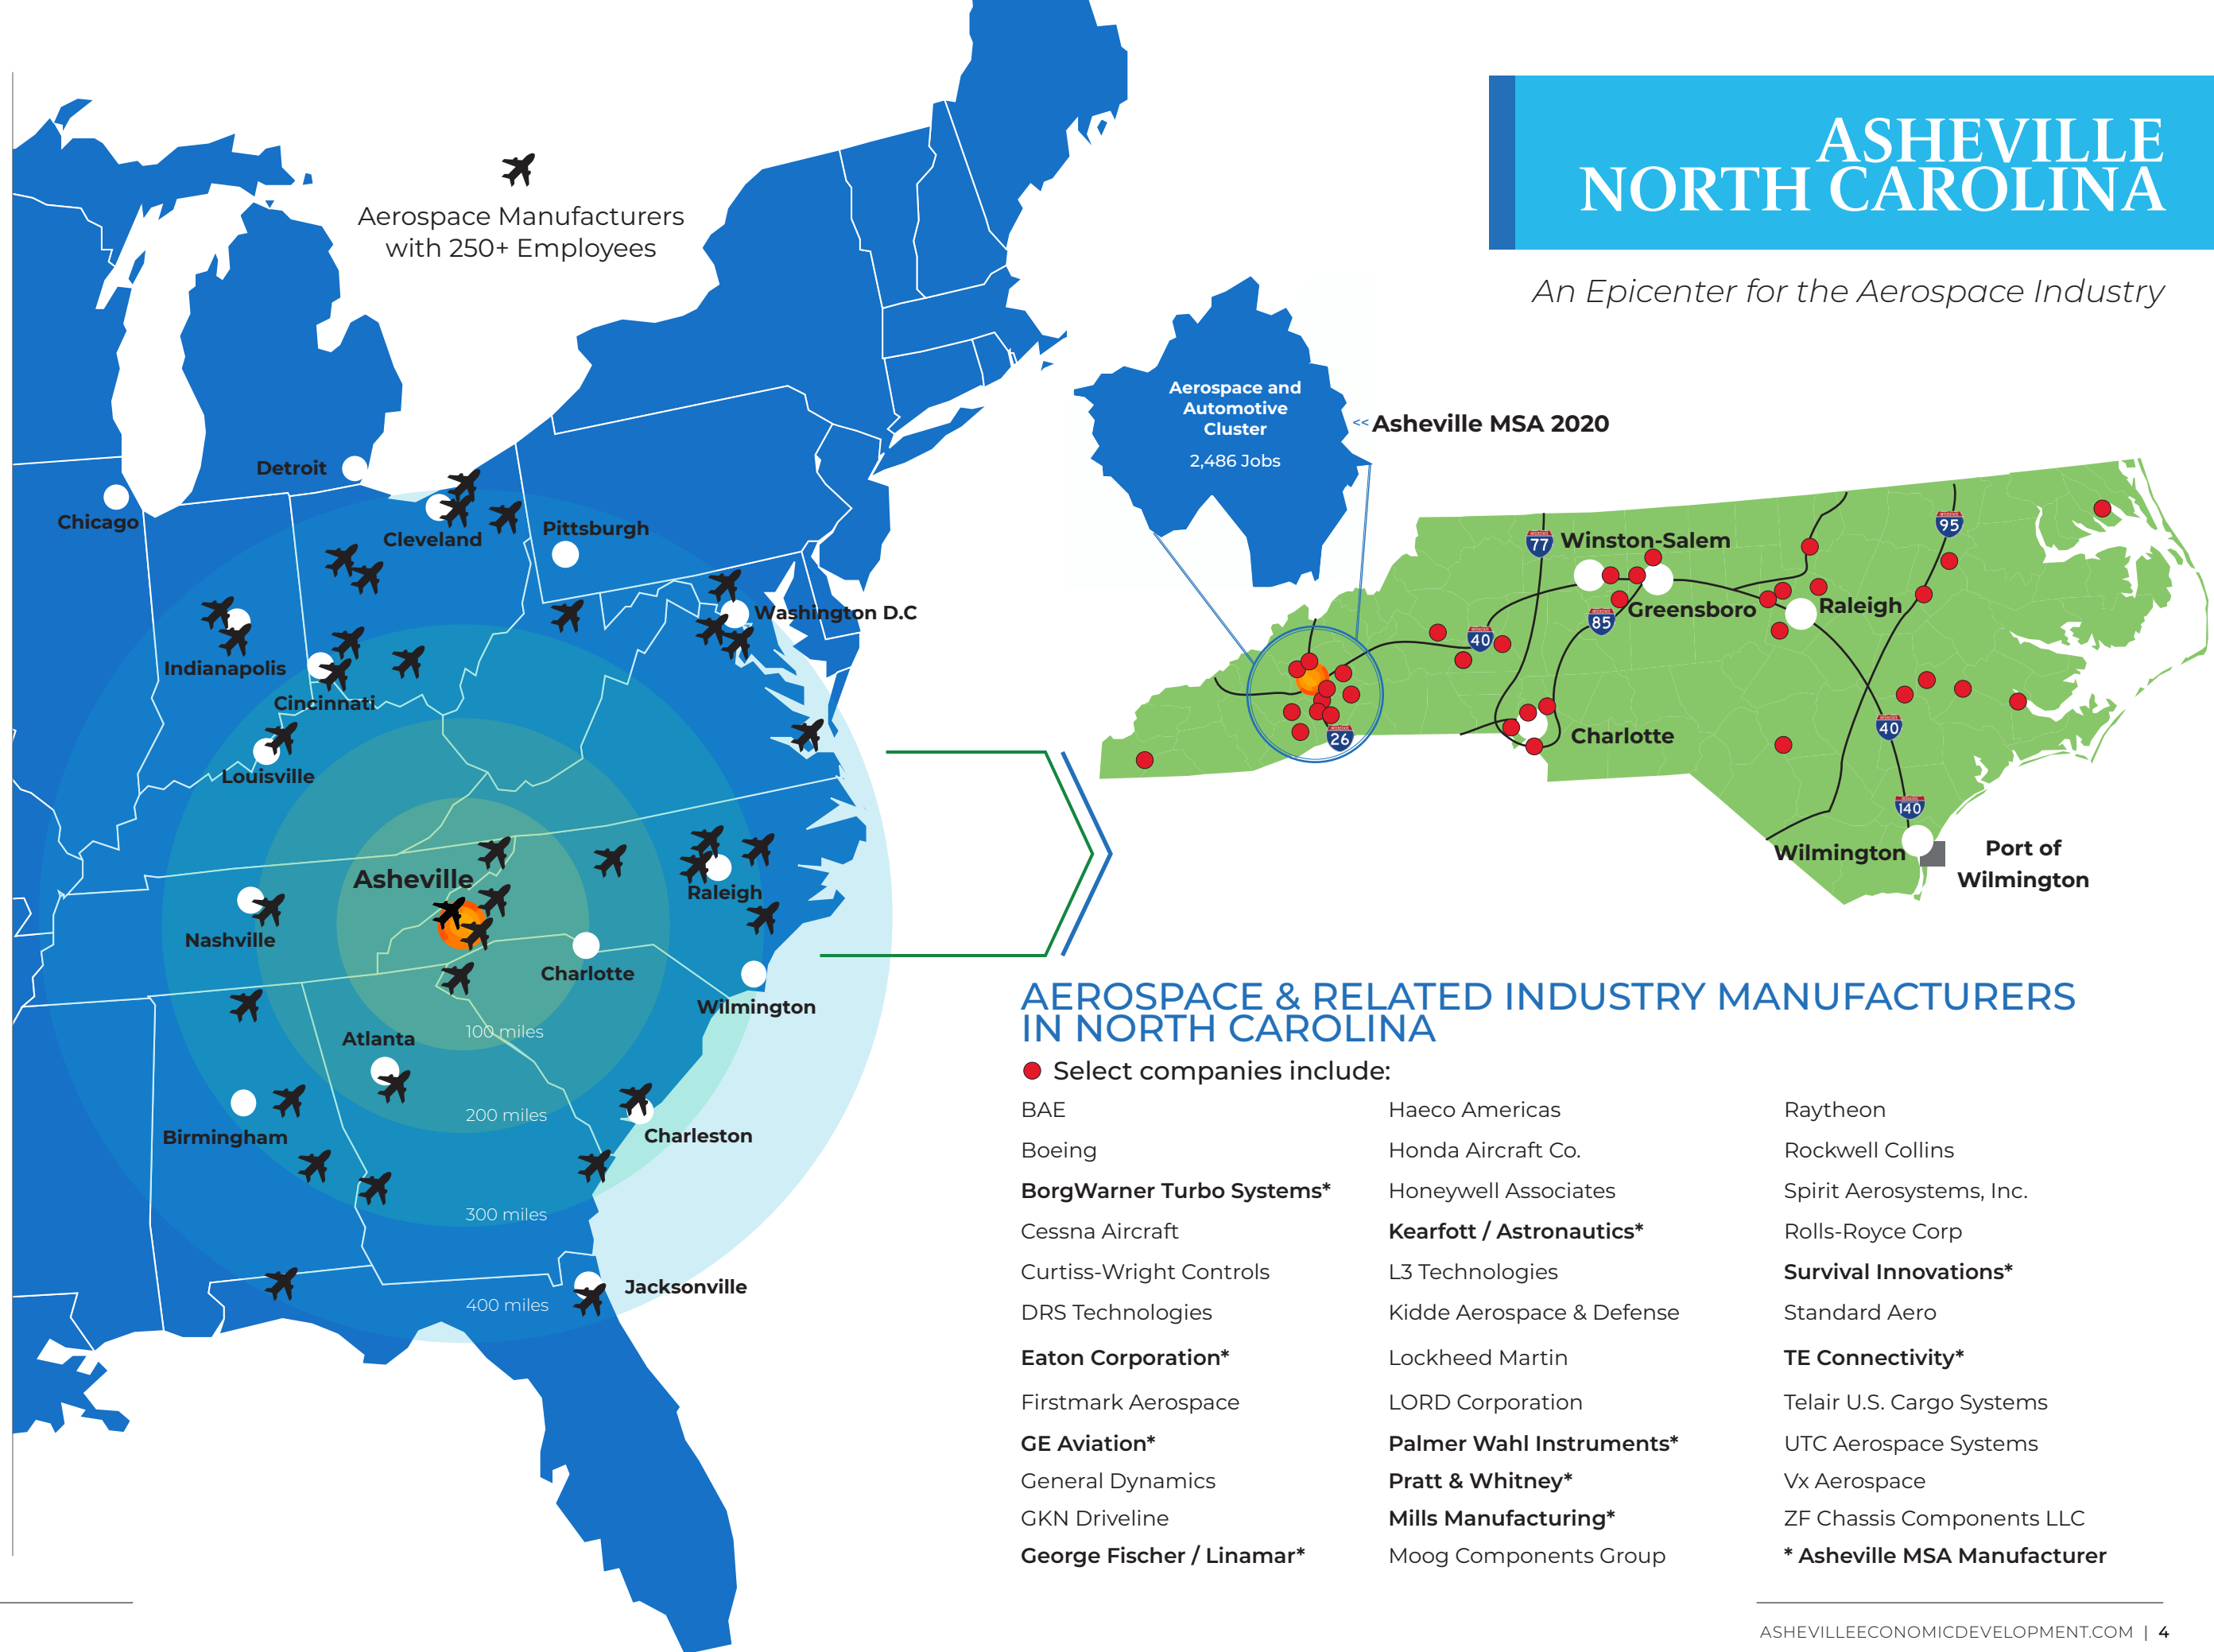 ASHEVILLE
NORTH CAROLINA
An Epicenter for the Aerospace Industry
Aerospace Manufacturers
with 250+ Employees
Detroit
Chicago
Cleveland
Pittsburgh
Washington D.C
Indianapolis
Cincinnati
Louisville
Asheville
Raleigh
Nashville
Charlotte
Wilmington
100 miles
Atlanta
200 miles
Birmingham
Charleston
300 miles
Jacksonville
400 miles
Aerospace and
Automotive
Cluster
2,486 Jobs
<< Asheville MSA 2020
77
Winston-Salem
95
Greensboro
85
Raleigh
40
26
Charlotte
40
140
Wilmington
Port of
Wilmington
AEROSPACE & RELATED INDUSTRY MANUFACTURERS
IN NORTH CAROLINA
Select companies include:
BAE
Boeing
BorgWarner Turbo Systems*
Cessna Aircraft
Curtiss-Wright Controls
DRS Technologies
Eaton Corporation*
Firstmark Aerospace
GE Aviation*
General Dynamics
GKN Driveline
George Fischer / Linamar*
Haeco Americas
Honda Aircraft Co.
Honeywell Associates
Kearfott / Astronautics*
L3 Technologies
Kidde Aerospace & Defense
Lockheed Martin
LORD Corporation
Palmer Wahl Instruments*
Pratt & Whitney*
Mills Manufacturing*
Moog Components Group
Raytheon
Rockwell Collins
Spirit Aerosystems, Inc.
Rolls-Royce Corp
Survival Innovations*
Standard Aero
TE Connectivity*
Telair U.S. Cargo Systems
UTC Aerospace Systems
Vx Aerospace
ZF Chassis Components LLC
* Asheville MSA Manufacturer
ASHEVILLEECONOMICDEVELOPMENT.COM | 4